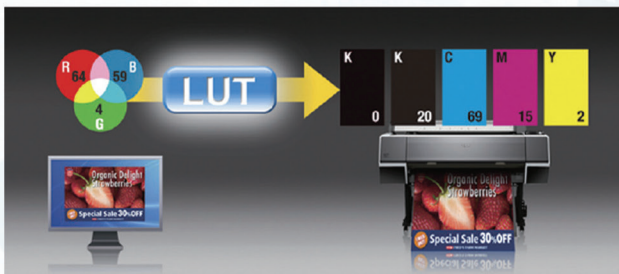 R
64
B
59
4
G
LUT
K
0
K
20
C
69
M
15
Y
2
Organic Delight
Strawberries
Special Sale 30%OFF
Organic Delight
Strawberries
Special Sale 30%OFF